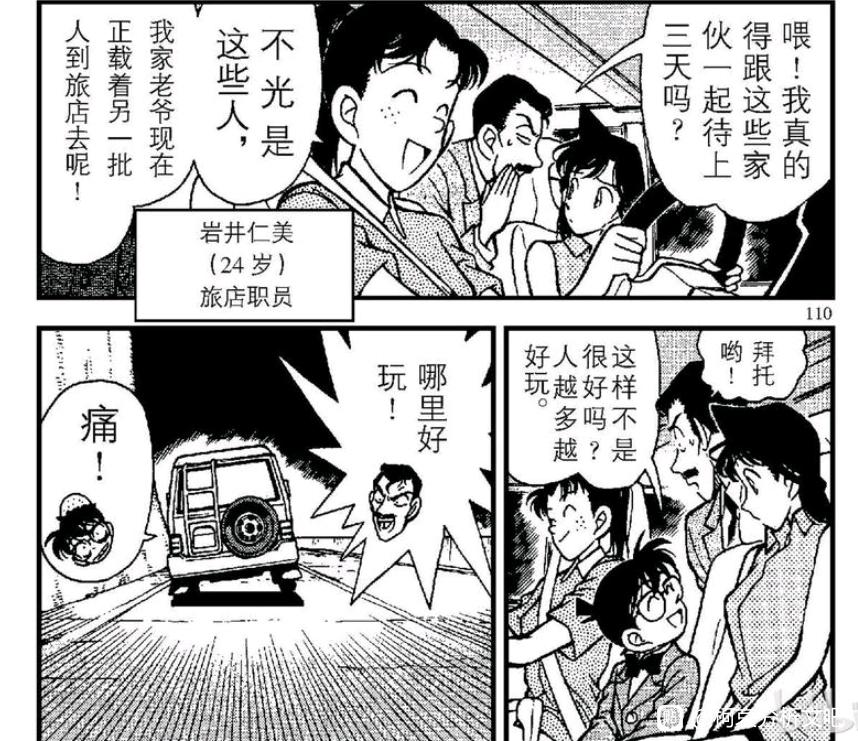 喂！我真的
得跟这些家
伙一起待上
三天吗？
不光是
这些人，
我家老爷现在
正载着另一批
人到旅店去呢！
岩井仁美
（24岁）
旅店职员
110
拜托
哟！
这样不是
很好吗？
人越多越
好玩。
哪里好
玩！
痛！